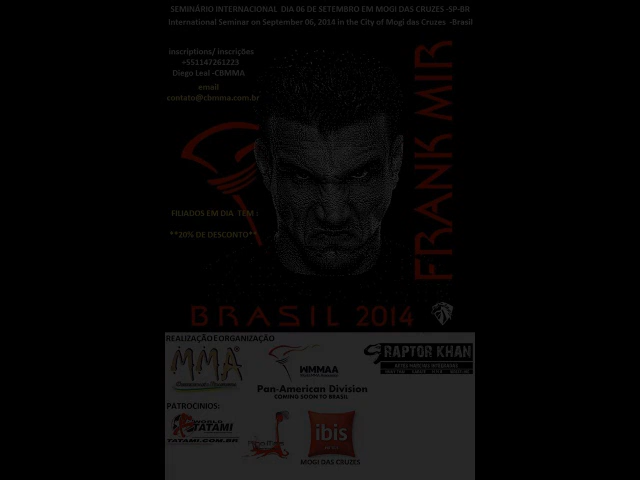 SEMINÁRIO INTERNACIONAL DIA 06 DE SETEMBRO EM MOGI DAS CRUZES -SP-BR
International Seminar on September 06, 2014 in the City of Mogi das Cruzes -Brasil
inscriptions/ inscrições
+551147261223
Diego Leal -CBMMA
email
contato@cbmma.com.br
FRANK MIR
FILIADOS EM DIA TEM :
**20% DE DESCONTO**
BRASIL 2014
REALIZAÇÃO E ORGANIZAÇÃO
MMA
WMMAA
Pan-American Division
COMING SOON TO BRASIL
RAPTOR KHAN
PATROCINIOS:
WORLD
TATAMI
TATAMI.COM.BR
ibis
MOGI DAS CRUZES